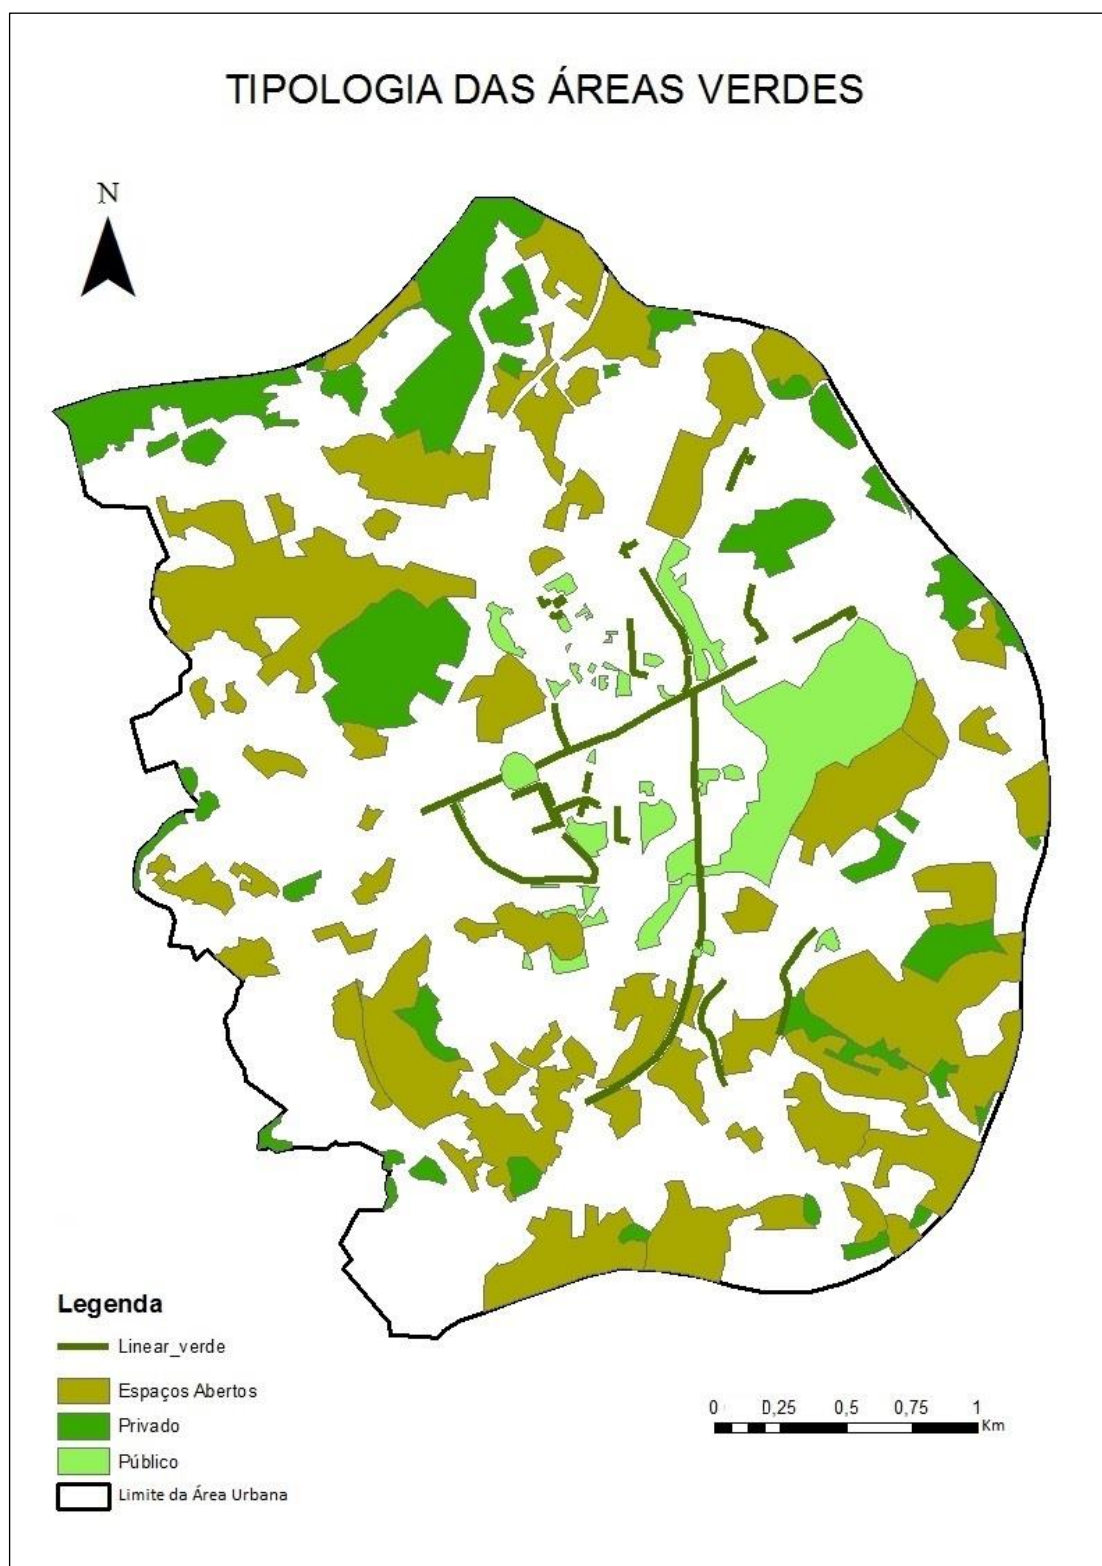 TIPOLOGIA DAS ÁREAS VERDES
N
Legenda
Linear_verde
Espaços Abertos
Privado
Público
Limite da Área Urbana
0 0,25 0,5 0,75 1
Km